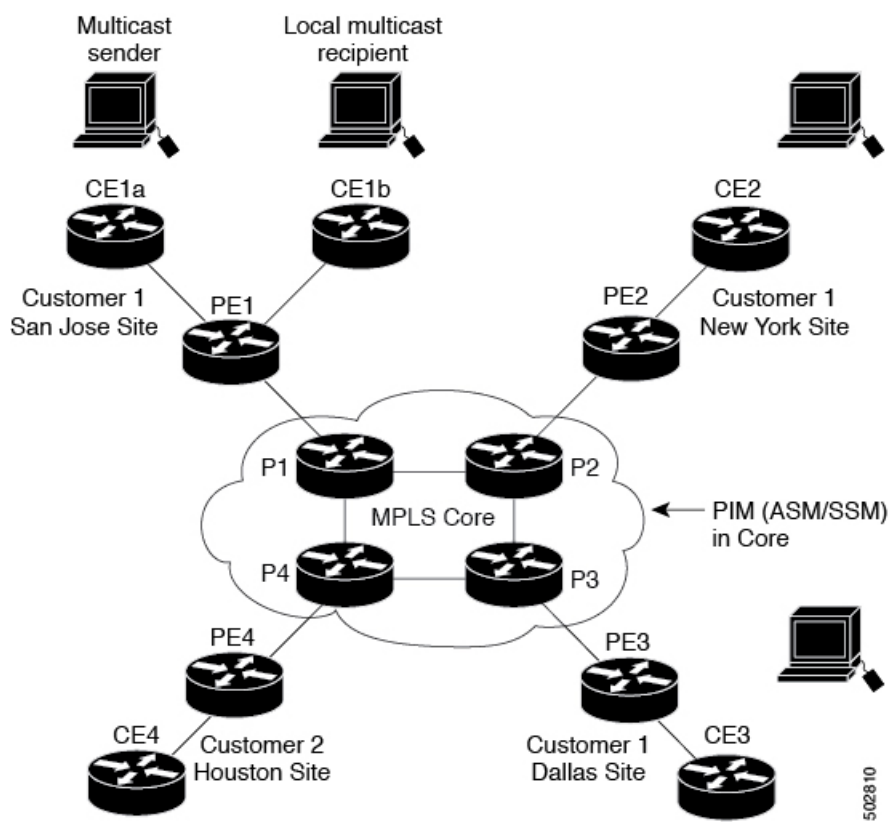 Multicast
sender
Local multicast
recipient
CE1a
CE1b
CE2
Customer 1
San Jose Site
PE1
PE2
Customer 1
New York Site
P1
P2
MPLS Core
PIM (ASM/SSM)
in Core
P4
P3
PE4
PE3
CE4
Customer 2
Houston Site
Customer 1
Dallas Site
CE3
502810